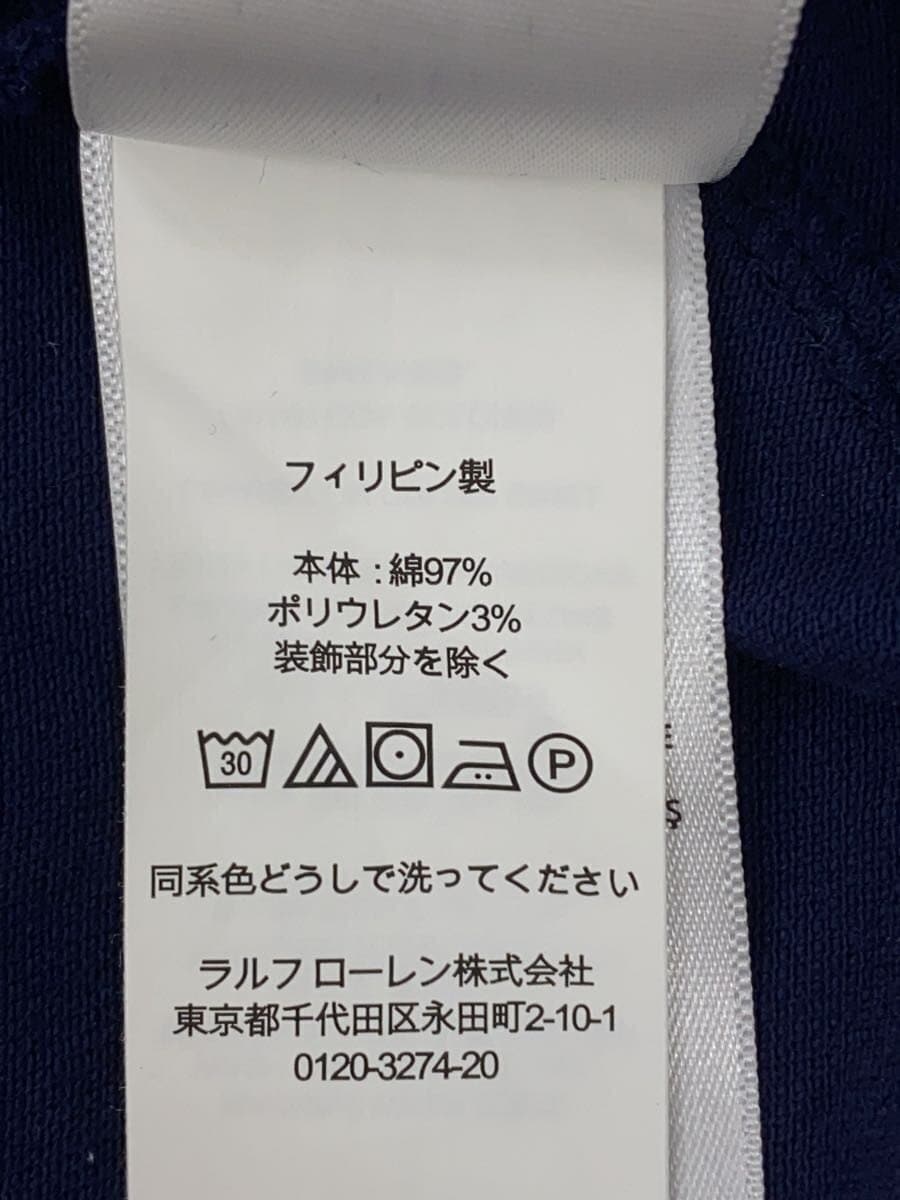 フィリピン製
本体 : 綿97%
ポリウレタン3%
装飾部分を除く
30
P
同系色どうしで洗ってください
ラルフ ローレン株式会社
東京都千代田区永田町2-10-1
0120-3274-20
E
Ş